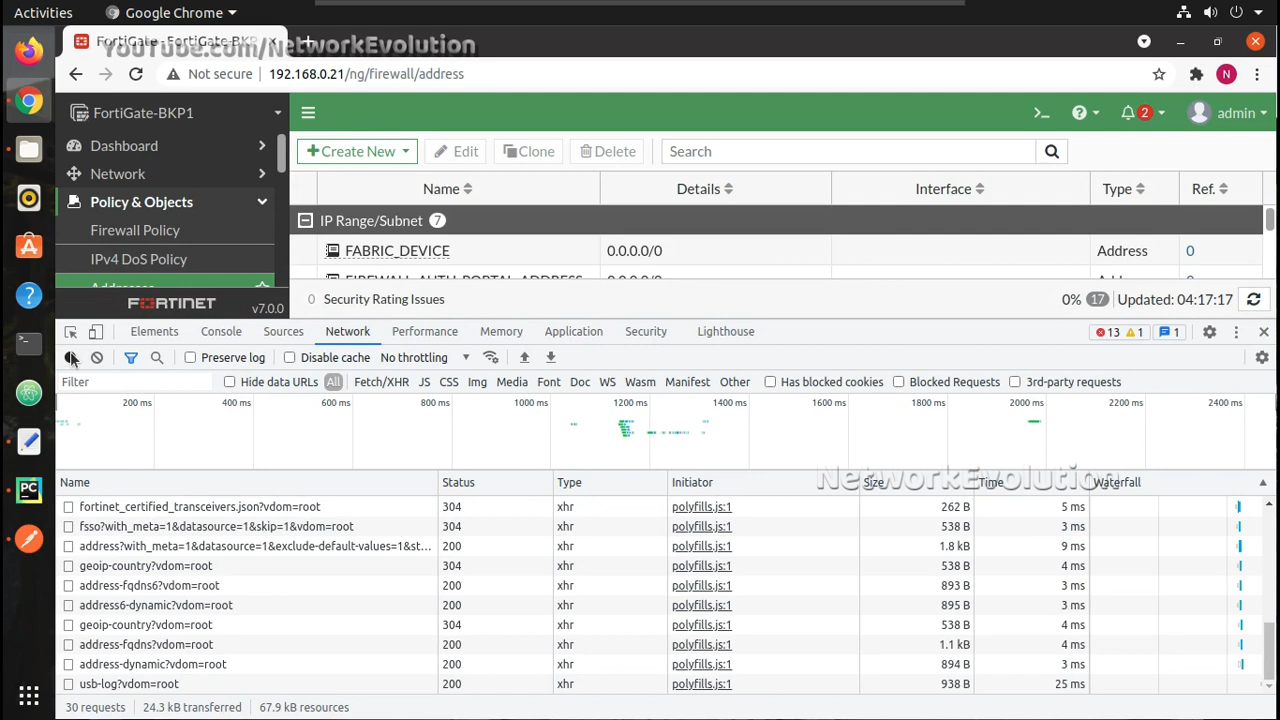 Activities Google Chrome
FortiGate - FortiGate-BKP
YouTube.com/NetworkEvolution
Not secure 192.168.0.21/ng/firewall/address N
FortiGate-BKP1 >_ ? 2 admin
Dashboard
Network
Policy & Objects
Firewall Policy
IPv4 DoS Policy
Addresses
FORTINET v7.0.0
+Create New Edit Clone Delete Search
Name Details Interface Type Ref.
IP Range/Subnet 7
FABRIC_DEVICE 0.0.0.0/0 Address 0
FIREWALL_AUTH_PORTAL_ADDRESS 0.0.0.0/0 Address 0
0 Security Rating Issues 0% 17 Updated: 04:17:17
Elements Console Sources Network Performance Memory Application Security Lighthouse 13 1 1
Preserve log Disable cache No throttling
Filter Hide data URLs All Fetch/XHR JS CSS Img Media Font Doc WS Wasm Manifest Other Has blocked cookies Blocked Requests 3rd-party requests
200 ms 400 ms 600 ms 800 ms 1000 ms 1200 ms 1400 ms 1600 ms 1800 ms 2000 ms 2200 ms 2400 ms
NetworkEvolution
Name Status Type Initiator Size Time Waterfall
fortinet_certified_transceivers.json?vdom=root 304 xhr polyfills.js:1 262 B 5 ms
fsso?with_meta=1&datasource=1&skip=1&vdom=root 304 xhr polyfills.js:1 538 B 3 ms
address?with_meta=1&datasource=1&exclude-default-values=1&st... 200 xhr polyfills.js:1 1.8 kB 9 ms
geoip-country?vdom=root 304 xhr polyfills.js:1 538 B 4 ms
address-fqdns6?vdom=root 200 xhr polyfills.js:1 893 B 3 ms
address6-dynamic?vdom=root 200 xhr polyfills.js:1 895 B 3 ms
geoip-country?vdom=root 304 xhr polyfills.js:1 538 B 4 ms
address-fqdns?vdom=root 200 xhr polyfills.js:1 1.1 kB 4 ms
address-dynamic?vdom=root 200 xhr polyfills.js:1 894 B 3 ms
usb-log?vdom=root 200 xhr polyfills.js:1 938 B 25 ms
30 requests 24.3 kB transferred 67.9 kB resources